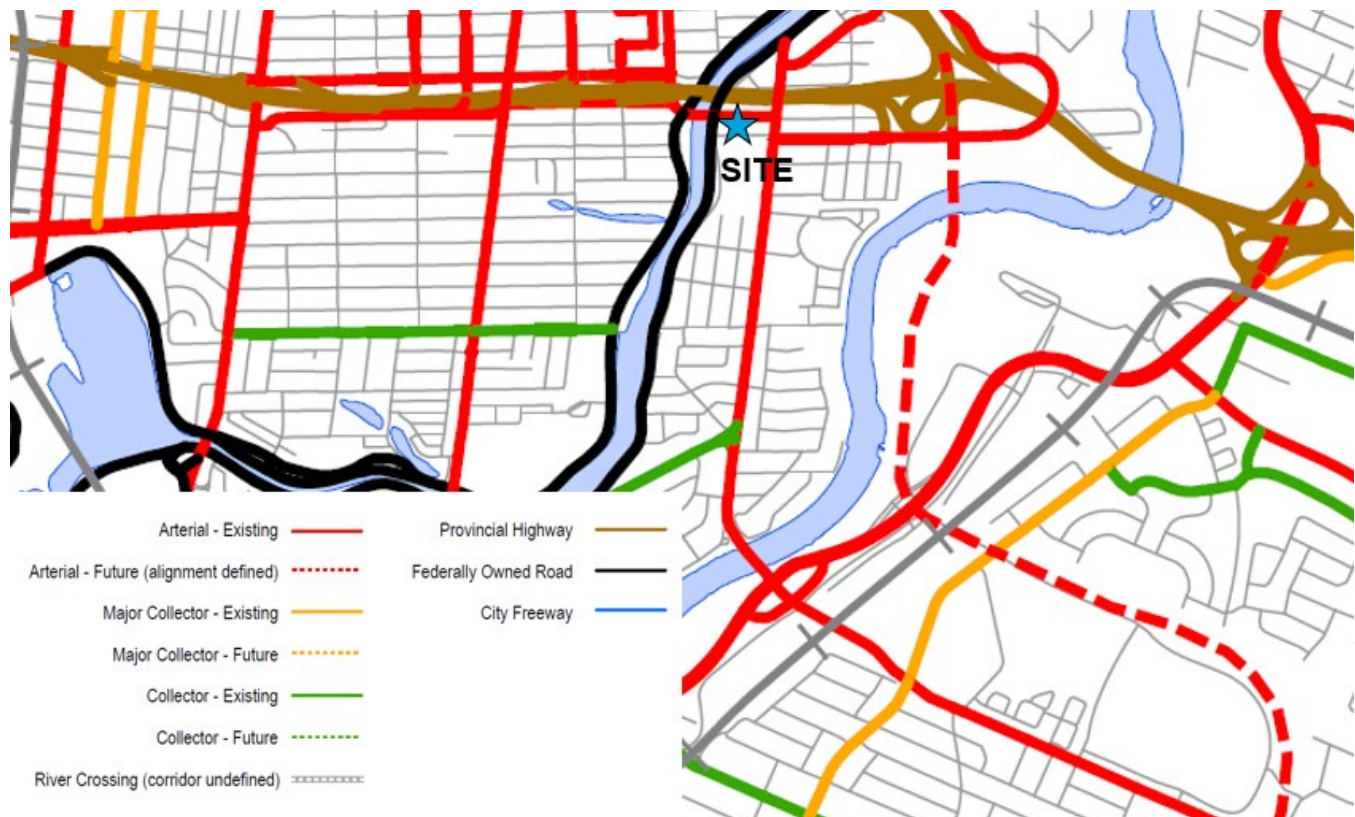 SITE
Arterial - Existing
Arterial - Future (alignment defined)
Major Collector - Existing
Major Collector - Future
Collector - Existing
Collector - Future
River Crossing (corridor undefined)
Provincial Highway
Federally Owned Road
City Freeway